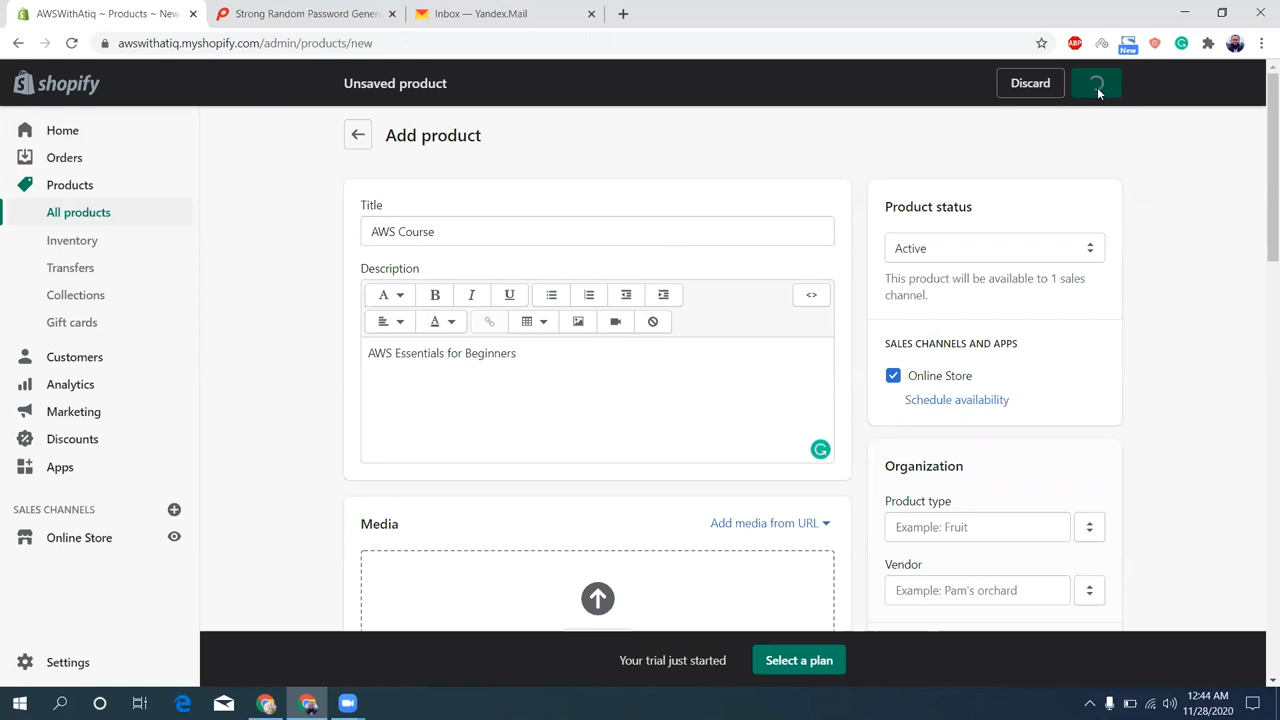 AWSWithAtiq ~ Products ~ New
Strong Random Password Gener
Inbox — Yandex.Mail
awswithatiq.myshopify.com/admin/products/new
ABP
New
shopify
Unsaved product
Discard
Home
Orders
Products
All products
Inventory
Transfers
Collections
Gift cards
Customers
Analytics
Marketing
Discounts
Apps
SALES CHANNELS
Online Store
Settings
Add product
Title
AWS Course
Description
A
B
I
U
<>
A
AWS Essentials for Beginners
Media
Add media from URL
Product status
Active
This product will be available to 1 sales
channel.
SALES CHANNELS AND APPS
Online Store
Schedule availability
Organization
Product type
Example: Fruit
Vendor
Example: Pam's orchard
Your trial just started
Select a plan
12:44 AM
11/28/2020